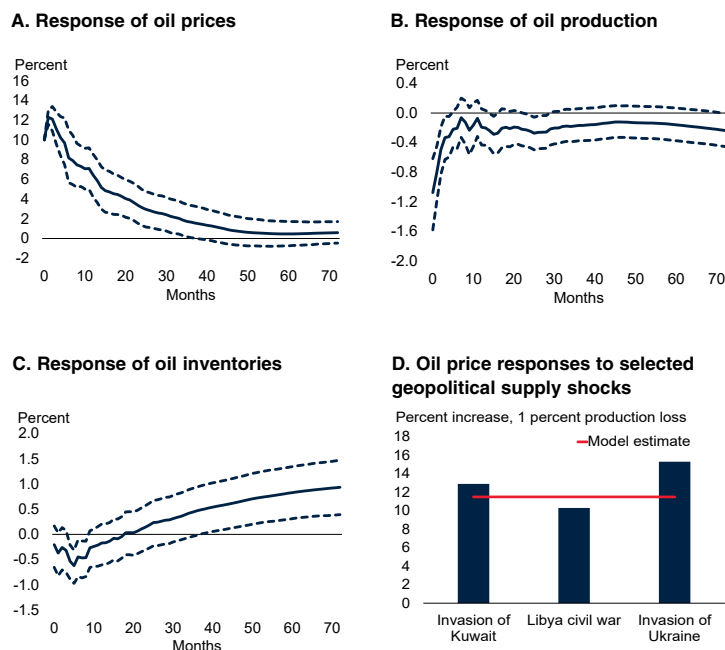 A. Response of oil prices
Percent
16
14
12
10
8
6
4
2
0
-2
0 10 20 30 40 50 60 70
Months
B. Response of oil production
Percent
0.4
0.0
-0.4
-0.8
-1.2
-1.6
-2.0
0 10 20 30 40 50 60 70
Months
C. Response of oil inventories
Percent
2.0
1.5
1.0
0.5
0.0
-0.5
-1.0
-1.5
0 10 20 30 40 50 60 70
Months
D. Oil price responses to selected
geopolitical supply shocks
Percent increase, 1 percent production loss
18
16
14
12
10
8
6
4
2
0
Model estimate
Invasion of
Kuwait
Libya civil war
Invasion of
Ukraine